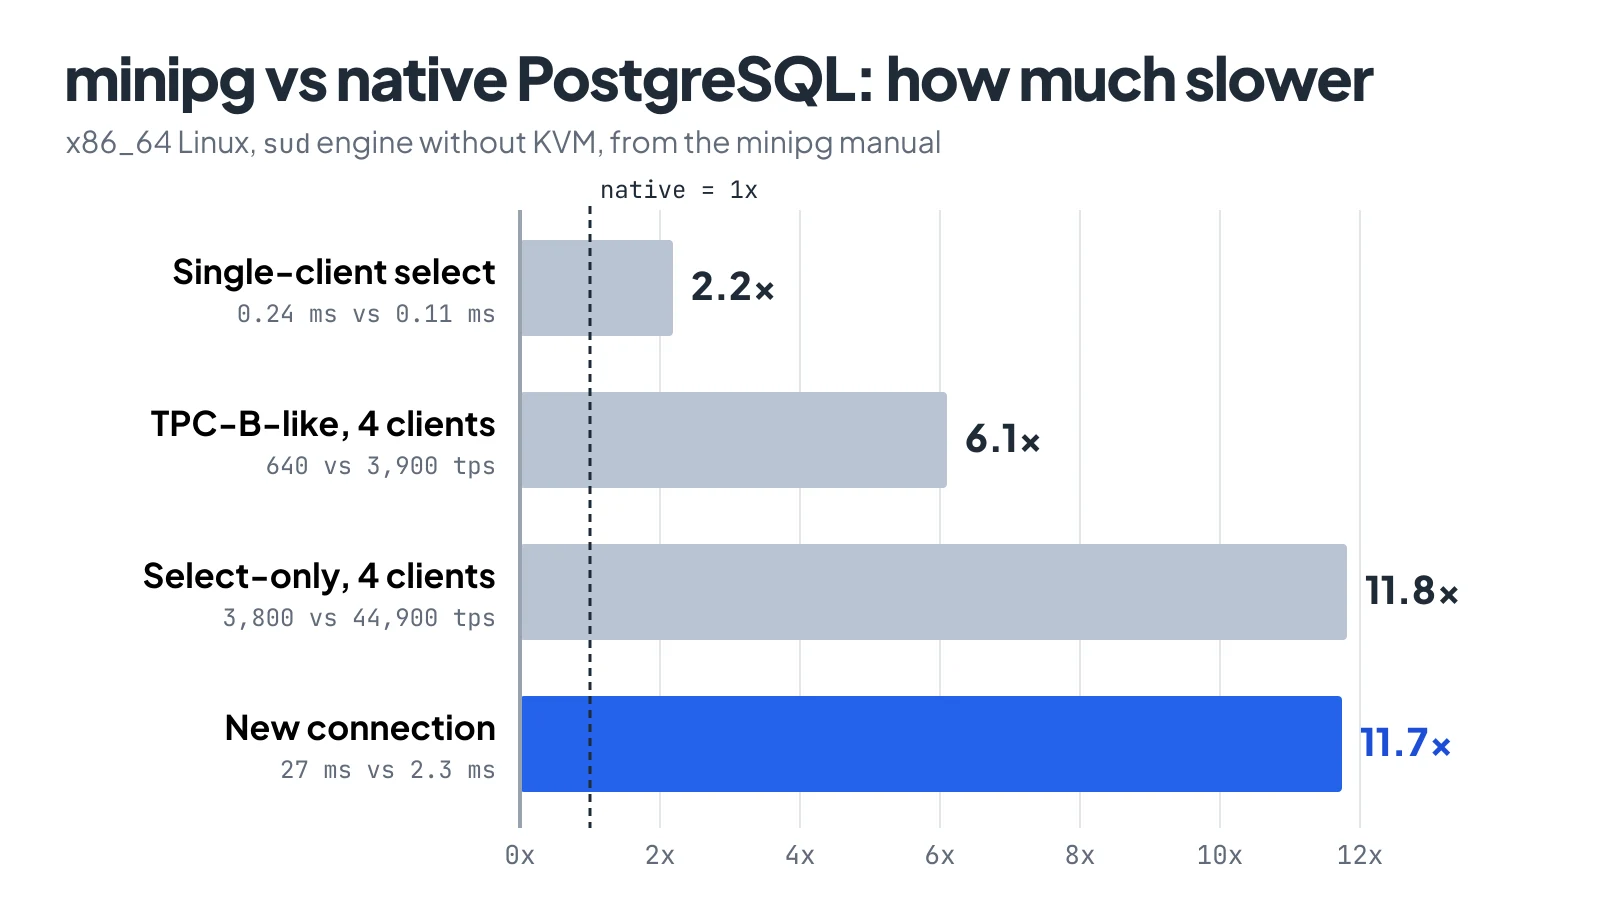 minipg vs native PostgreSQL: how much slower
x86_64 Linux, sud engine without KVM, from the minipg manual
native = 1x
Single-client select
0.24 ms vs 0.11 ms
2.2×
TPC-B-like, 4 clients
640 vs 3,900 tps
6.1×
Select-only, 4 clients
3,800 vs 44,900 tps
11.8×
New connection
27 ms vs 2.3 ms
11.7×
0x 2x 4x 6x 8x 10x 12x